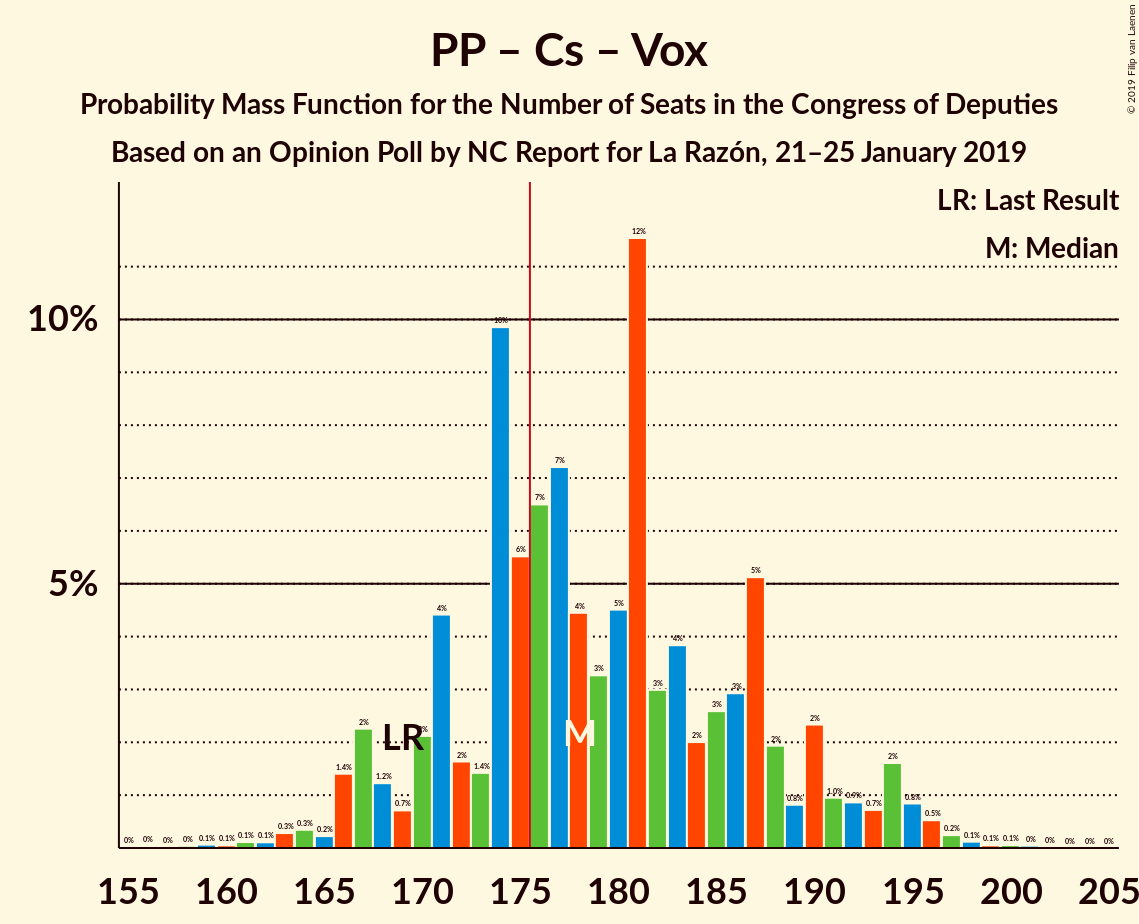 PP – Cs – Vox
Probability Mass Function for the Number of Seats in the Congress of Deputies
Based on an Opinion Poll by NC Report for La Razón, 21–25 January 2019
© 2019 Filip van Laenen
LR: Last Result
M: Median
10%
5%
0% 0% 0% 0% 0.1% 0.1% 0.1% 0.1% 0.3% 0.3% 0.2% 1.4% 2% 1.2% 0.7% 2% 4% 2% 1.4% 10% 6% 7% 7% 4% 3% 5% 12% 3% 4% 2% 3% 3% 5% 2% 0.8% 2% 1.0% 0.9% 0.7% 2% 0.8% 0.5% 0.2% 0.1% 0.1% 0.1% 0% 0% 0% 0% 0%
LR
M
155 160 165 170 175 180 185 190 195 200 205